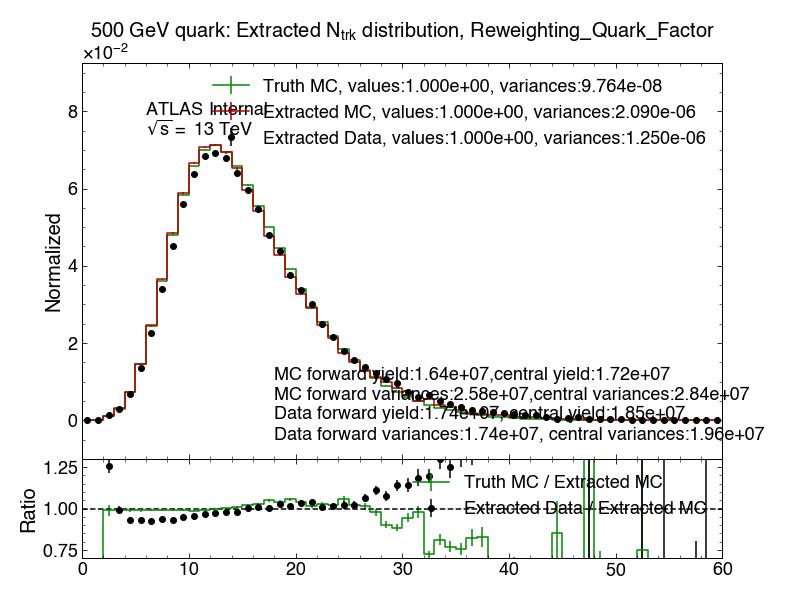 500 GeV quark: Extracted Ntrk distribution, Reweighting_Quark_Factor
×10−2
Truth MC, values:1.000e+00, variances:9.764e-08
ATLAS Internal
Extracted MC, values:1.000e+00, variances:2.090e-06
√s = 13 TeV
Extracted Data, values:1.000e+00, variances:1.250e-06
8
6
4
2
0
Normalized
MC forward yield:1.64e+07,central yield:1.72e+07
MC forward variances:2.58e+07,central variances:2.84e+07
Data forward yield:1.74e+07, central yield:1.85e+07
Data forward variances:1.74e+07, central variances:1.96e+07
1.25
1.00
0.75
Ratio
Truth MC / Extracted MC
Extracted Data / Extracted MC
0 10 20 30 40 50 60